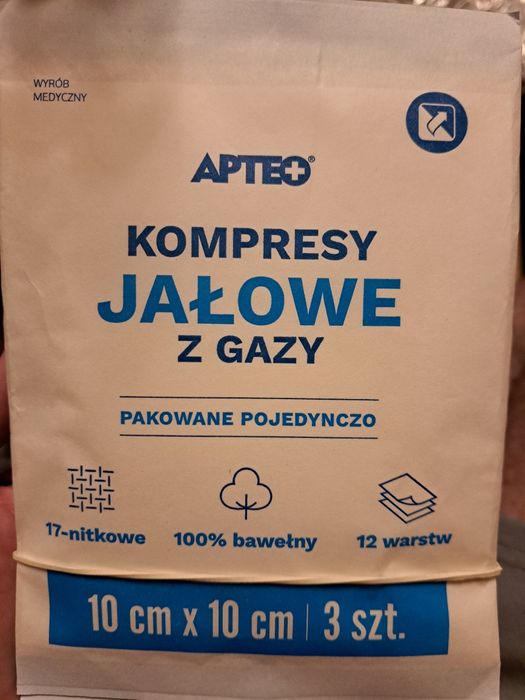 WYRÓB
MEDYCZNY
APTEO®
KOMPRESY
JAŁOWE
Z GAZY
PAKOWANE POJEDYNCZO
17-nitkowe
100% bawełny
12 warstw
10 cm x 10 cm | 3 szt.